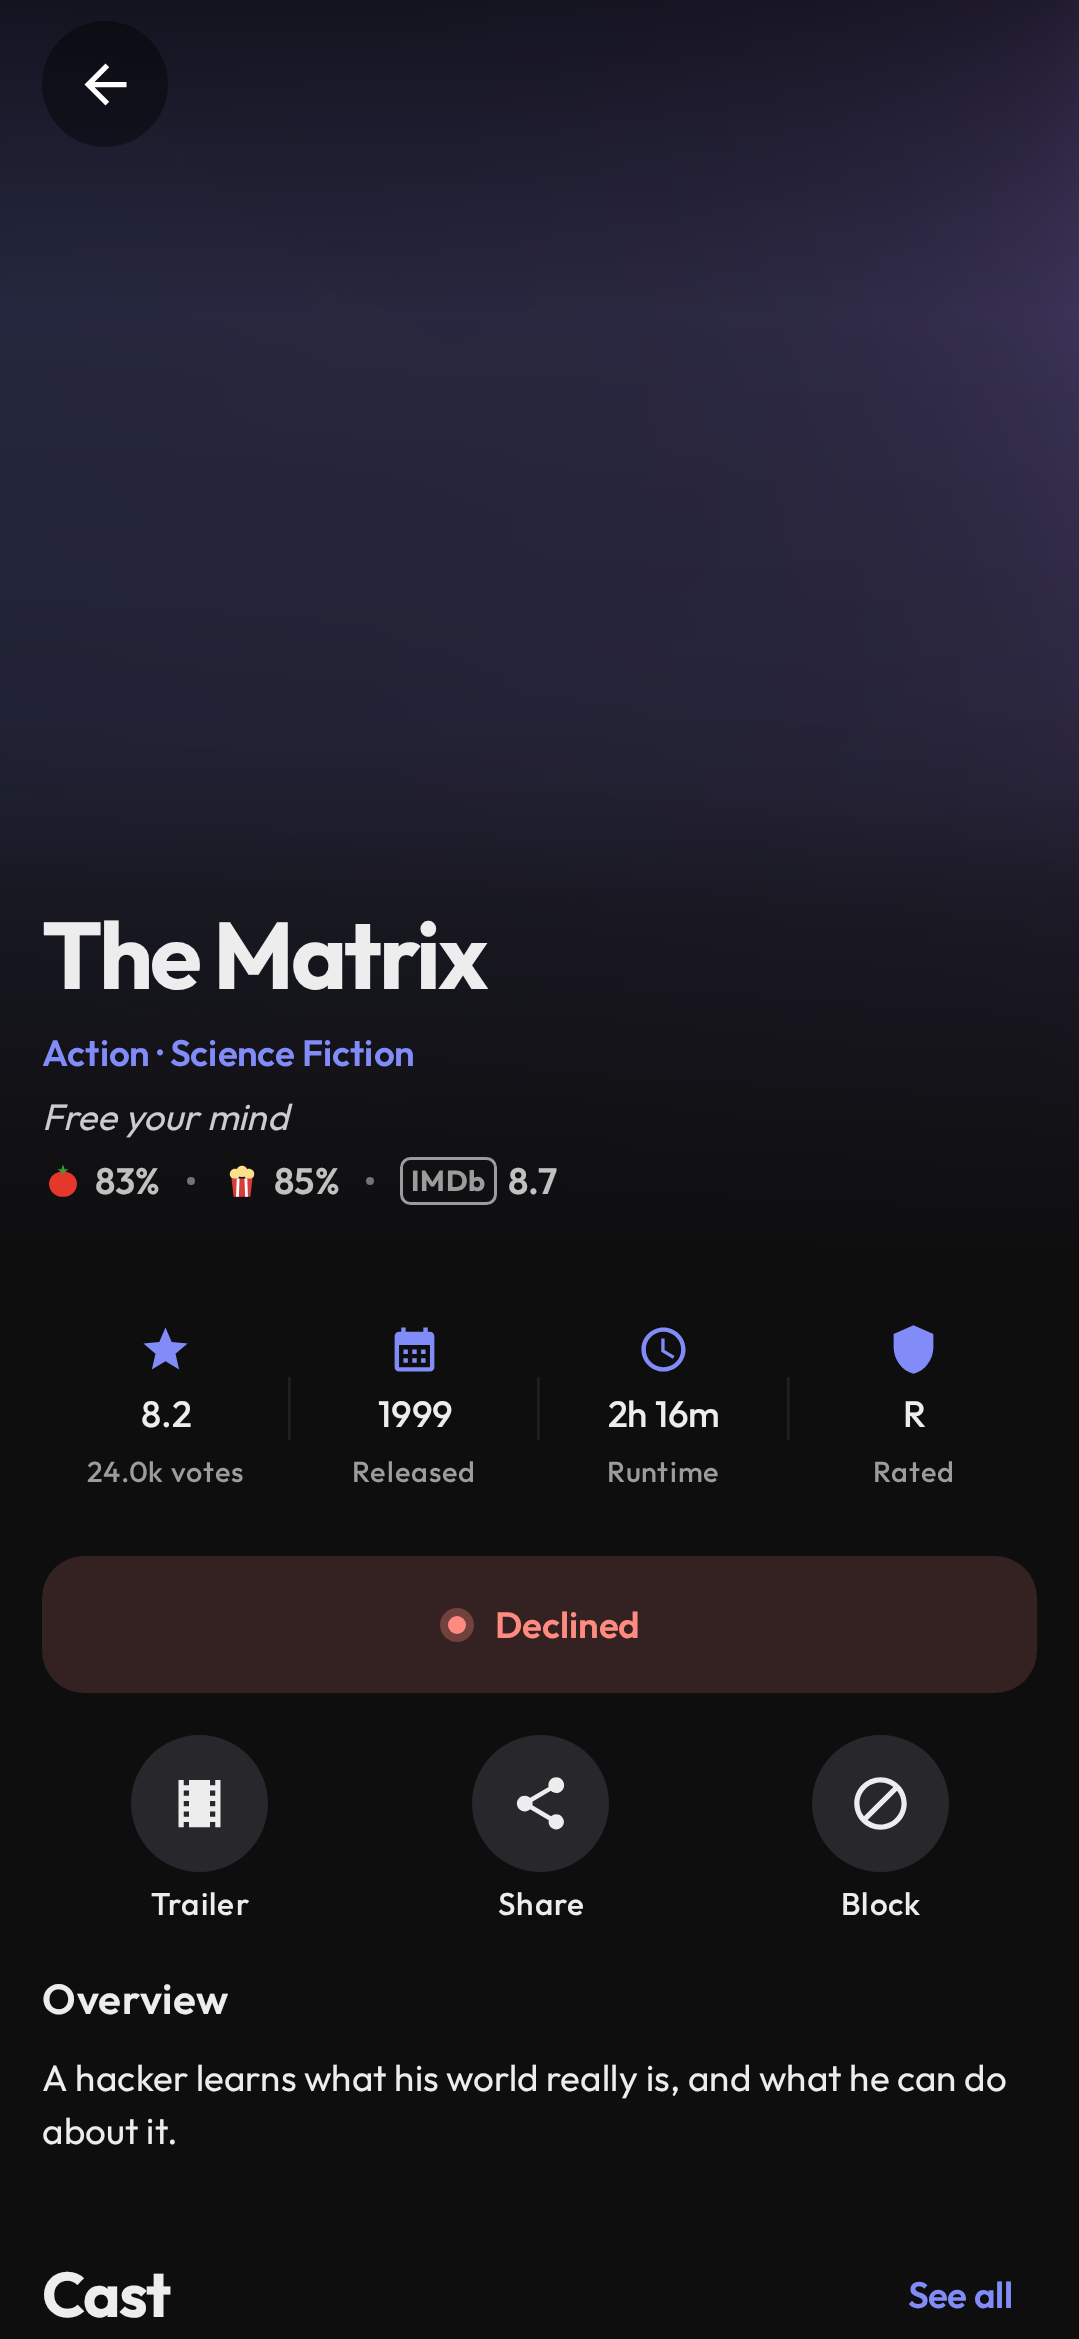 The Matrix
Action · Science Fiction
Free your mind
83% • 85% • IMDb 8.7
8.2 1999 2h 16m R
24.0k votes Released Runtime Rated
Declined
Trailer Share Block
Overview
A hacker learns what his world really is, and what he can do
about it.
Cast See all